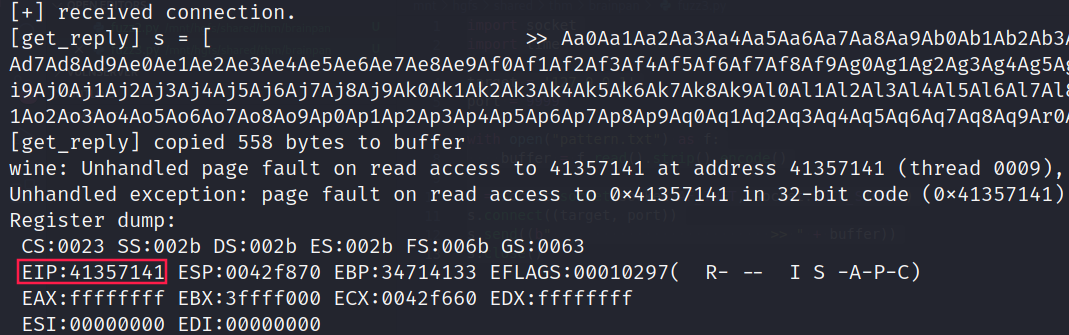 [+] received connection.
[get_reply] s = [                         >> Aa0Aa1Aa2Aa3Aa4Aa5Aa6Aa7Aa8Aa9Ab0Ab1Ab2Ab3A
Ad7Ad8Ad9Ae0Ae1Ae2Ae3Ae4Ae5Ae6Ae7Ae8Ae9Af0Af1Af2Af3Af4Af5Af6Af7Af8Af9Ag0Ag1Ag2Ag3Ag4Ag5Ag
i9Aj0Aj1Aj2Aj3Aj4Aj5Aj6Aj7Aj8Aj9Ak0Ak1Ak2Ak3Ak4Ak5Ak6Ak7Ak8Ak9Al0Al1Al2Al3Al4Al5Al6Al7Al8
1Ao2Ao3Ao4Ao5Ao6Ao7Ao8Ao9Ap0Ap1Ap2Ap3Ap4Ap5Ap6Ap7Ap8Ap9Aq0Aq1Aq2Aq3Aq4Aq5Aq6Aq7Aq8Aq9Ar0A
[get_reply] copied 558 bytes to buffer
wine: Unhandled page fault on read access to 41357141 at address 41357141 (thread 0009),
Unhandled exception: page fault on read access to 0×41357141 in 32-bit code (0×41357141)
Register dump:
 CS:0023 SS:002b DS:002b ES:002b FS:006b GS:0063
 EIP:41357141 ESP:0042f870 EBP:34714133 EFLAGS:00010297(  R- --  I S -A-P-C)
 EAX:ffffffff EBX:3ffff000 ECX:0042f660 EDX:ffffffff
 ESI:00000000 EDI:00000000